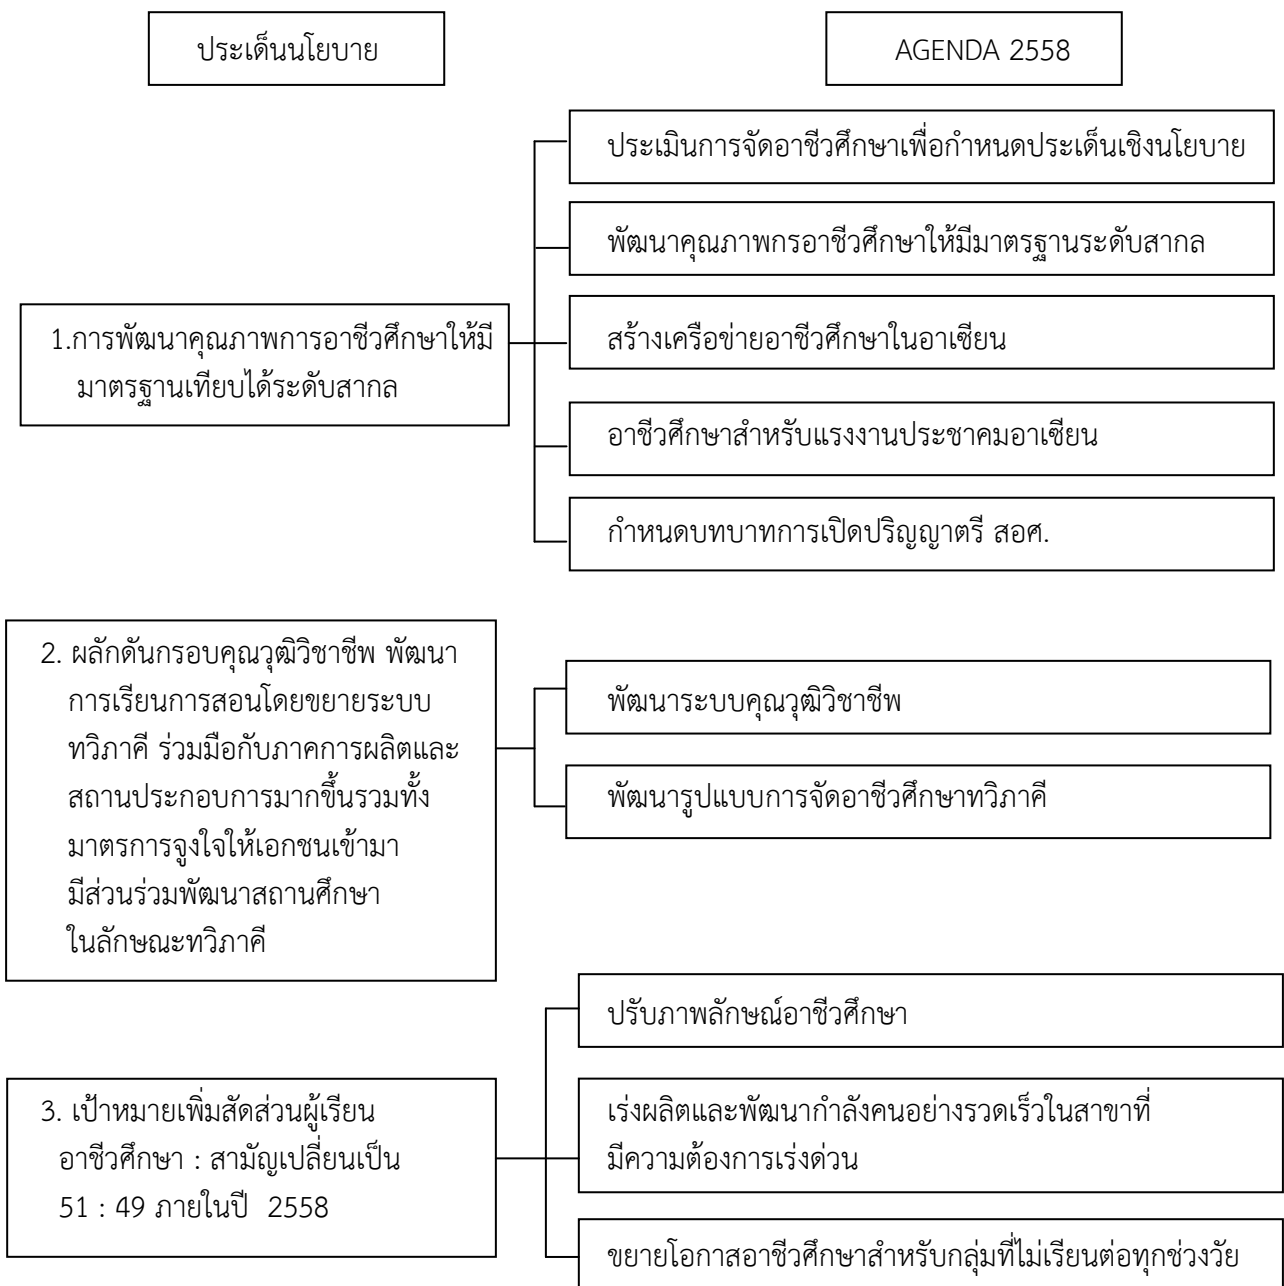 ประเด็นนโยบาย
AGENDA 2558
ประเมินการจัดอาชีวศึกษาเพื่อกำหนดประเด็นเชิงนโยบาย
พัฒนาคุณภาพกรอาชีวศึกษาให้มีมาตรฐานระดับสากล
1.การพัฒนาคุณภาพการอาชีวศึกษาให้มี
มาตรฐานเทียบได้ระดับสากล
สร้างเครือข่ายอาชีวศึกษาในอาเซียน
อาชีวศึกษาสำหรับแรงงานประชาคมอาเซียน
กำหนดบทบาทการเปิดปริญญาตรี สอศ.
2. ผลักดันกรอบคุณวุฒิวิชาชีพ พัฒนา
การเรียนการสอนโดยขยายระบบ
ทวิภาคี ร่วมมือกับภาคการผลิตและ
สถานประกอบการมากขึ้นรวมทั้ง
มาตรการจูงใจให้เอกชนเข้ามา
มีส่วนร่วมพัฒนาสถานศึกษา
ในลักษณะทวิภาคี
พัฒนาระบบคุณวุฒิวิชาชีพ
พัฒนารูปแบบการจัดอาชีวศึกษาทวิภาคี
3. เป้าหมายเพิ่มสัดส่วนผู้เรียน
อาชีวศึกษา : สามัญเปลี่ยนเป็น
51 : 49 ภายในปี 2558
ปรับภาพลักษณ์อาชีวศึกษา
เร่งผลิตและพัฒนากำลังคนอย่างรวดเร็วในสาขาที่
มีความต้องการเร่งด่วน
ขยายโอกาสอาชีวศึกษาสำหรับกลุ่มที่ไม่เรียนต่อทุกช่วงวัย